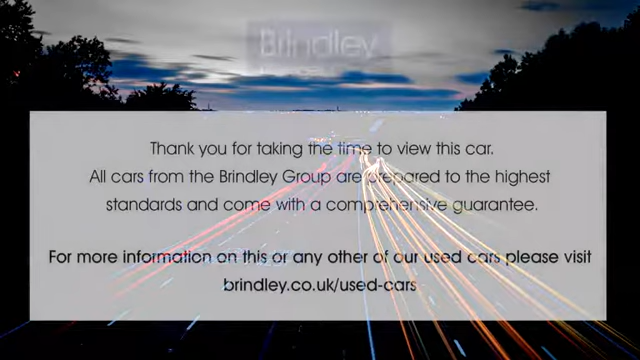 Brindley
Thank you for taking the time to view this car.
All cars from the Brindley Group are prepared to the highest
standards and come with a comprehensive guarantee.
For more information on this or any other of our used cars please visit
brindley.co.uk/used-cars